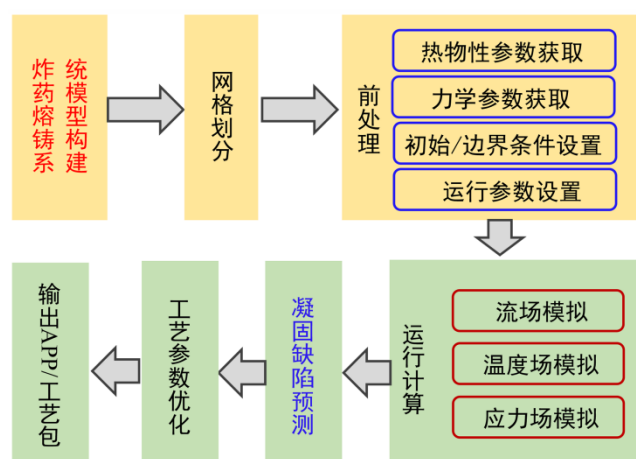 炸药熔铸系
统模型构建
网格划分
前处理
热物性参数获取
力学参数获取
初始/边界条件设置
运行参数设置
运行计算
流场模拟
温度场模拟
应力场模拟
凝固缺陷预测
工艺参数优化
输出APP/工艺包